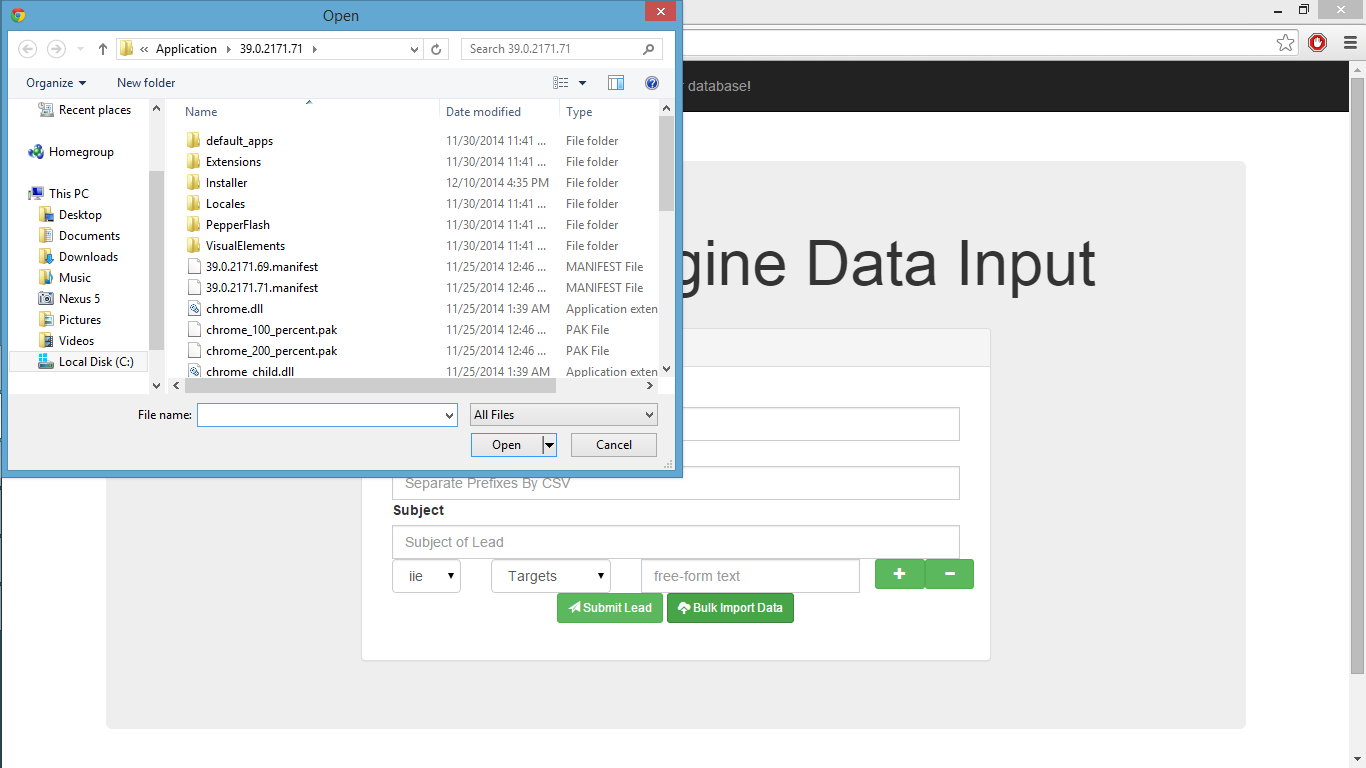 Open
Application 39.0.2171.71
Search 39.0.2171.71
Organize New folder
Recent places
Homegroup
This PC
Desktop
Documents
Downloads
Music
Nexus 5
Pictures
Videos
Local Disk (C:)
Name Date modified Type
default_apps 11/30/2014 11:41 ... File folder
Extensions 11/30/2014 11:41 ... File folder
Installer 12/10/2014 4:35 PM File folder
Locales 11/30/2014 11:41 ... File folder
PepperFlash 11/30/2014 11:41 ... File folder
VisualElements 11/30/2014 11:41 ... File folder
39.0.2171.69.manifest 11/25/2014 12:46 ... MANIFEST File
39.0.2171.71.manifest 11/25/2014 12:46 ... MANIFEST File
chrome.dll 11/25/2014 1:39 AM Application exten
chrome_100_percent.pak 11/25/2014 12:46 ... PAK File
chrome_200_percent.pak 11/25/2014 12:46 ... PAK File
chrome_child.dll 11/25/2014 1:39 AM Application exten
File name: All Files
Open Cancel
database!
gine Data Input
Separate Prefixes By CSV
Subject
Subject of Lead
iie Targets free-form text
Submit Lead Bulk Import Data